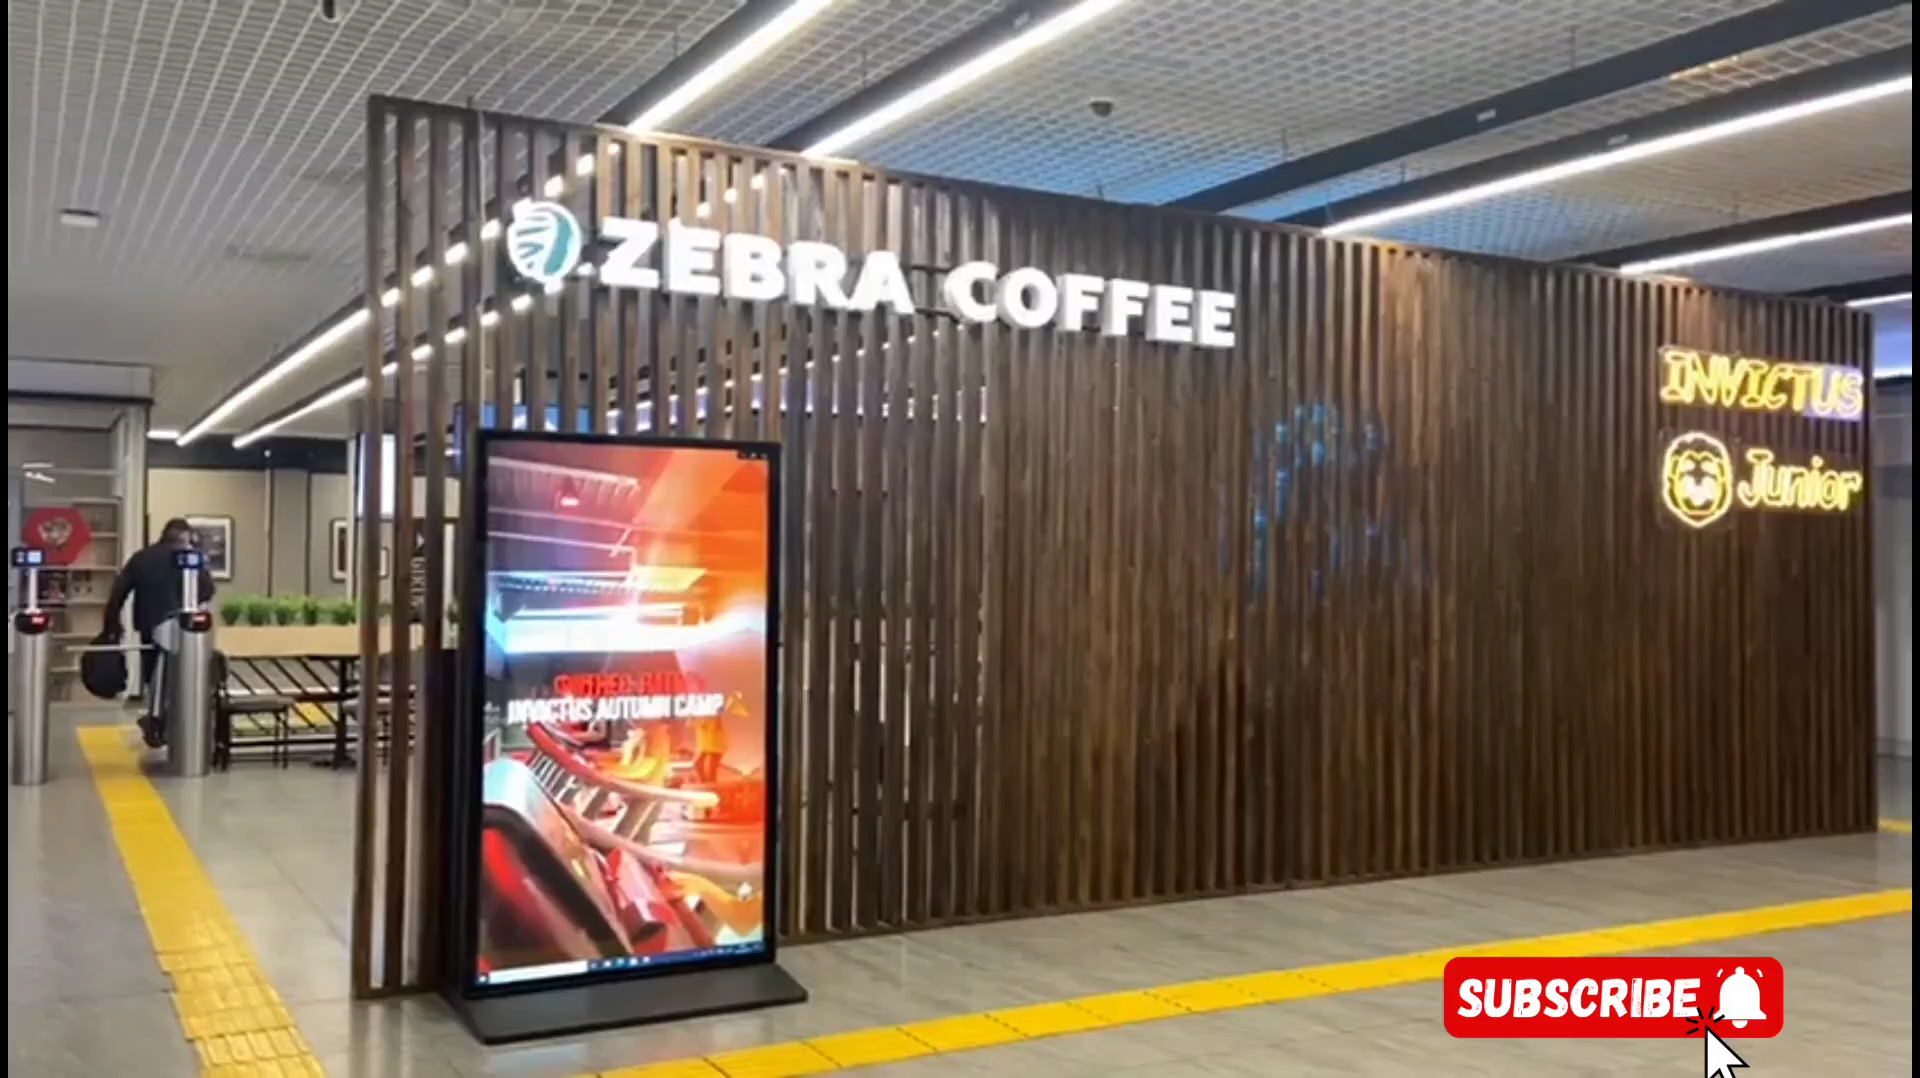 ZEBRA COFFEE
INVICTUS
Junior
INVICTUS AUTUMN CAMP
SUBSCRIBE